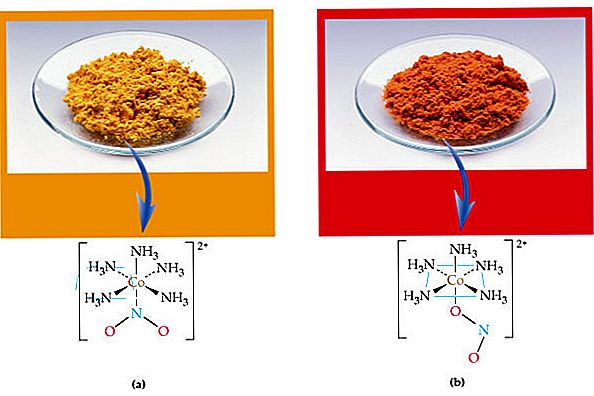 2+
NH₃
H₃N NH₃
Co
H₃N NH₃
N
O O
(a)
2+
NH₃
H₃N NH₃
Co
H₃N NH₃
O N
O
(b)